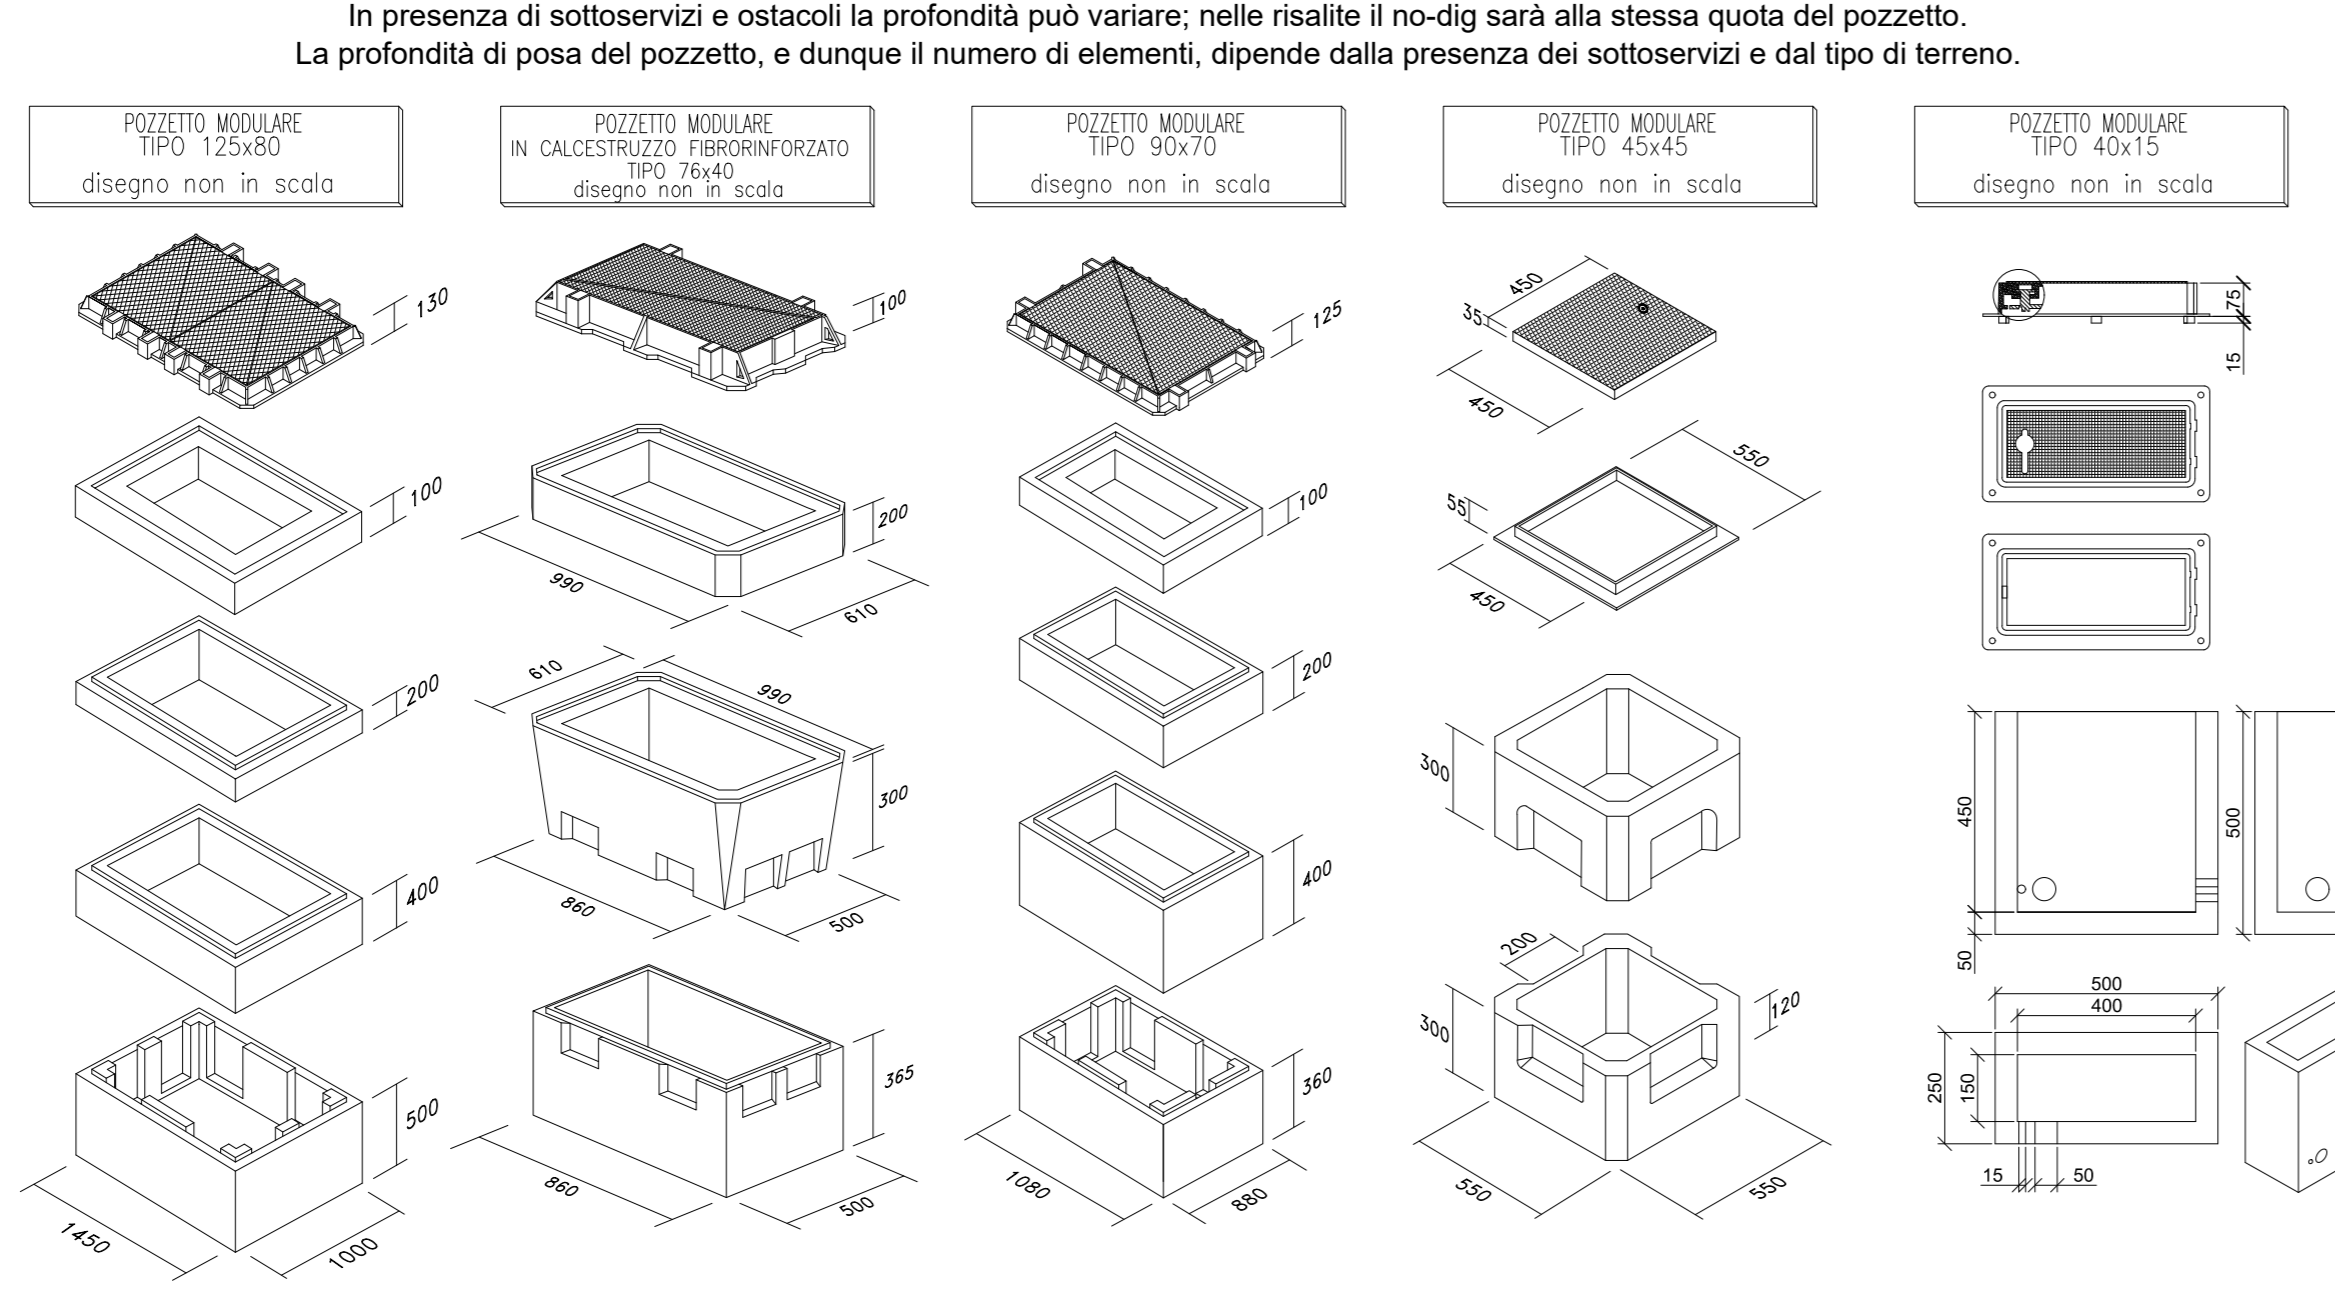 In presenza di sottoservizi e ostacoli la profondità può variare; nelle risalite il no-dig sarà alla stessa quota del pozzetto.
La profondità di posa del pozzetto, e dunque il numero di elementi, dipende dalla presenza dei sottoservizi e dal tipo di terreno.
POZZETTO MODULARE
TIPO 125x80
disegno non in scala
130
100
200
400
500
1450
1000
POZZETTO MODULARE
IN CALCESTRUZZO FIBRORINFORZATO
TIPO 76x40
disegno non in scala
100
200
990
610
610
990
300
860
500
365
860
500
POZZETTO MODULARE
TIPO 90x70
disegno non in scala
125
100
200
400
360
1080
880
POZZETTO MODULARE
TIPO 45x45
disegno non in scala
450
35
450
550
55
450
300
200
120
300
550
550
POZZETTO MODULARE
TIPO 40x15
disegno non in scala
75
15
450
500
50
500
400
250
150
15
50